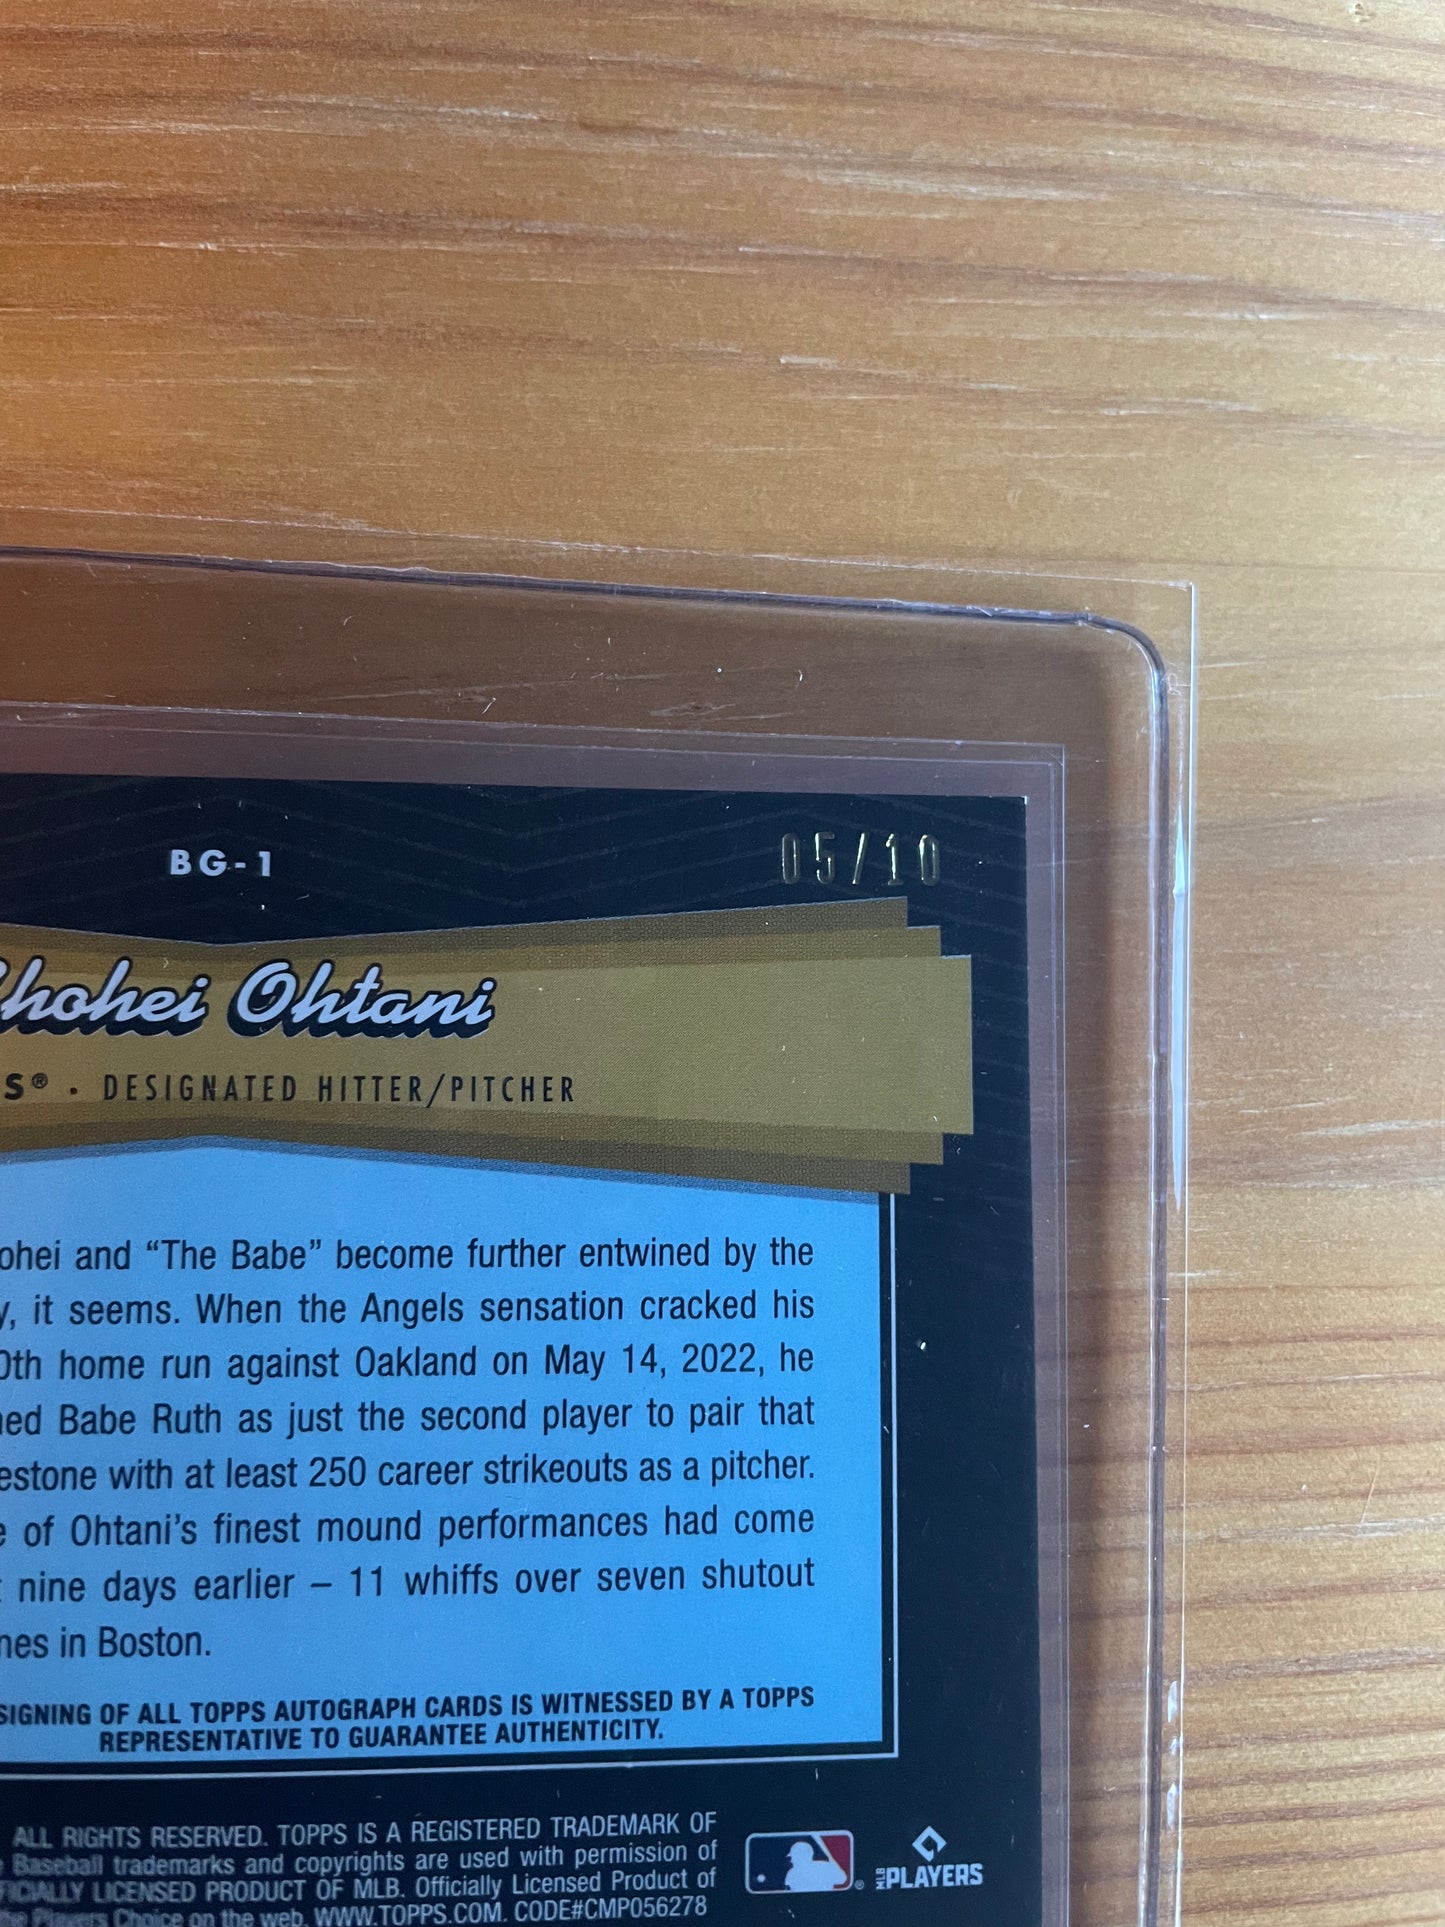 BG-1
05/10
Shohei Ohtani
S® · DESIGNATED HITTER/PITCHER
ohei and “The Babe” become further entwined by the
y, it seems. When the Angels sensation cracked his
0th home run against Oakland on May 14, 2022, he
ned Babe Ruth as just the second player to pair that
estone with at least 250 career strikeouts as a pitcher.
e of Ohtani’s finest mound performances had come
t nine days earlier – 11 whiffs over seven shutout
nes in Boston.
SIGNING OF ALL TOPPS AUTOGRAPH CARDS IS WITNESSED BY A TOPPS
REPRESENTATIVE TO GUARANTEE AUTHENTICITY.
ALL RIGHTS RESERVED. TOPPS IS A REGISTERED TRADEMARK OF
Baseball trademarks and copyrights are used with permission of
FICIALLY LICENSED PRODUCT OF MLB. Officially Licensed Product of
he Players Choice on the web. WWW.TOPPS.COM. CODE#CMP056278
®
MLB PLAYERS